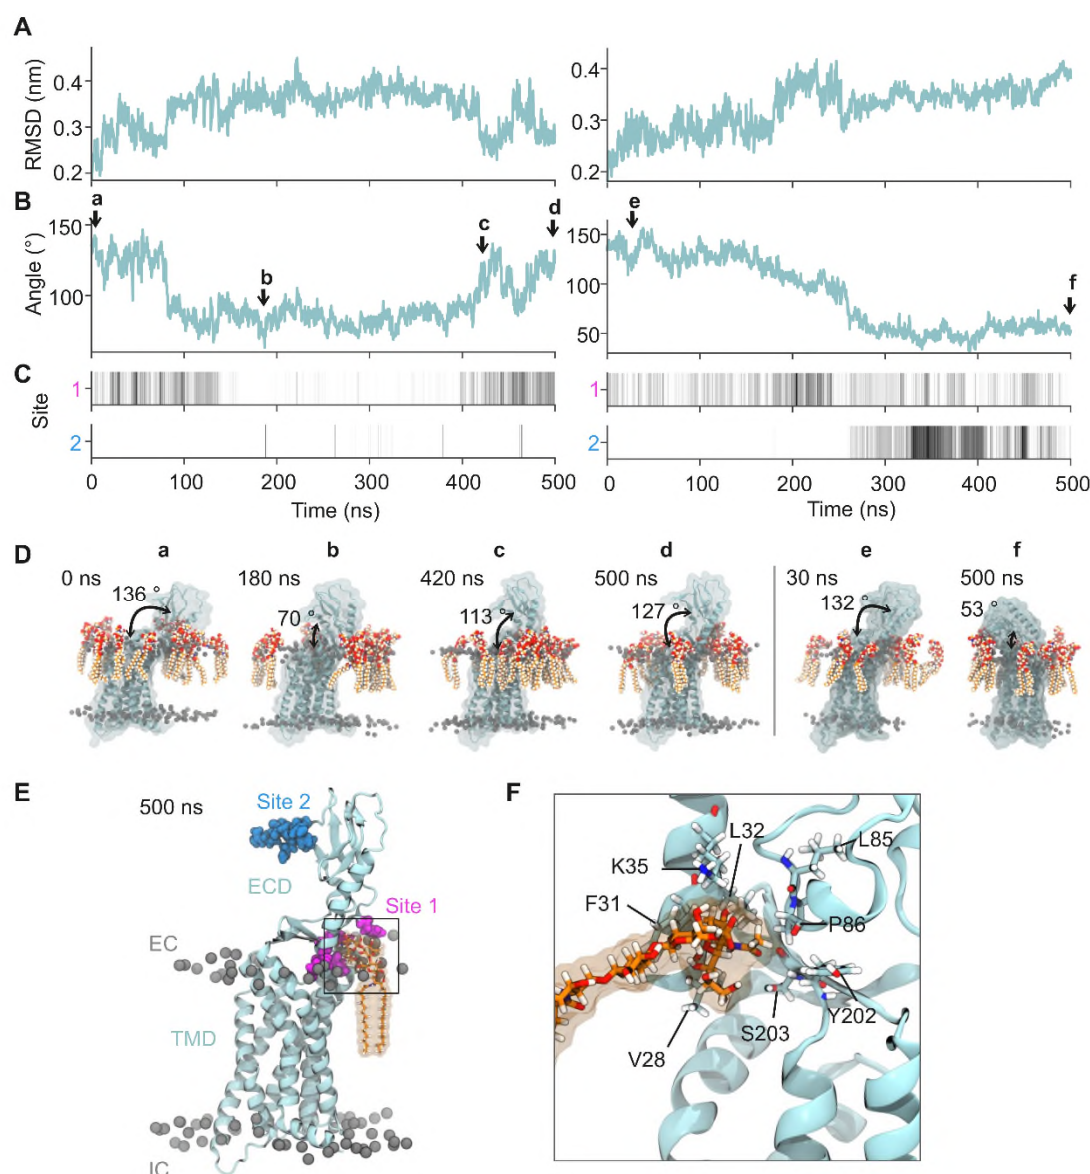 A
RMSD (nm)
0.4
0.3
0.2
0.4
0.3
0.2
B
Angle (°)
150
100
a
b
c
d
150
100
50
e
f
C
Site
1
2
1
2
0 100 200 300 400 500
Time (ns)
0 100 200 300 400 500
Time (ns)
D
a b c d e f
0 ns 180 ns 420 ns 500 ns 30 ns 500 ns
136 ° 70 ° 113 ° 127 ° 132 ° 53 °
E
500 ns
Site 2
ECD
Site 1
EC
TMD
IC
F
L32
L85
K35
F31
P86
S203
Y202
V28